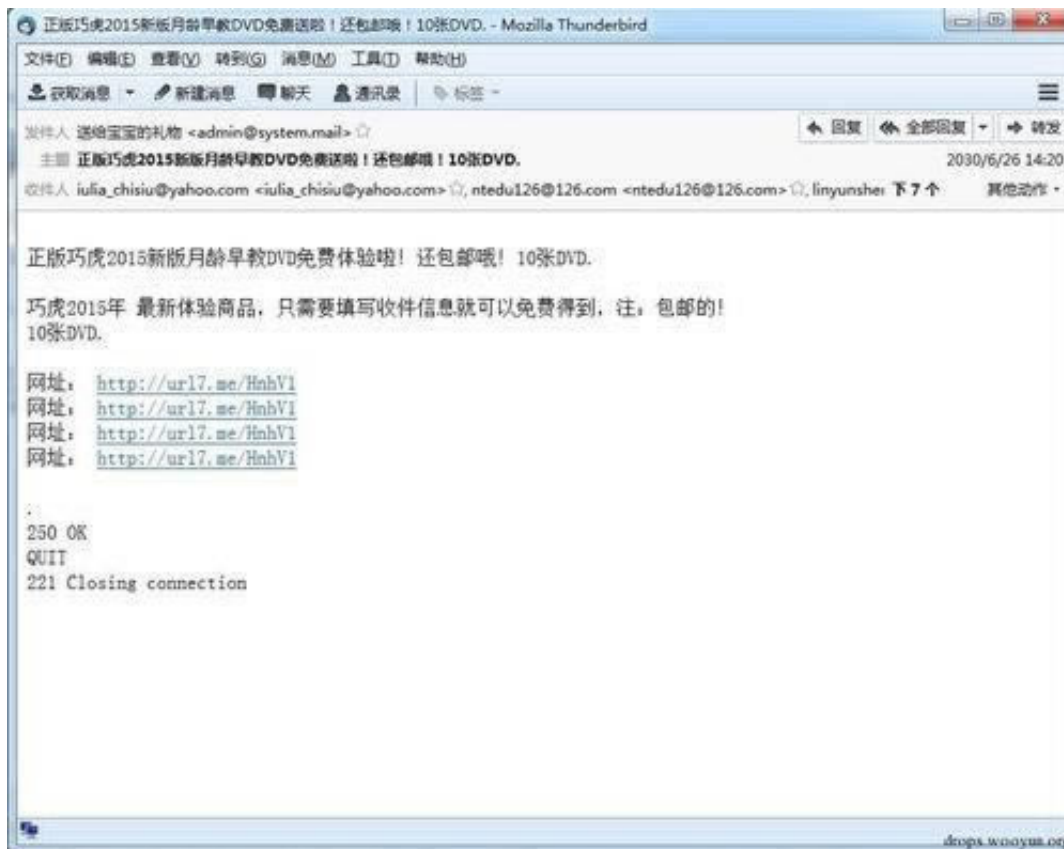 正版巧虎2015新版月龄早教DVD免费送啦！还包邮哦！10张DVD. - Mozilla Thunderbird
文件(F) 编辑(E) 查看(V) 转到(G) 消息(M) 工具(T) 帮助(H)
获取消息 新建消息 聊天 通讯录 标签
发件人 送给宝宝的礼物 <admin@system.mail> 回复 全部回复 转发
主题 正版巧虎2015新版月龄早教DVD免费送啦！还包邮哦！10张DVD. 2030/6/26 14:20
收件人 iulia_chisiu@yahoo.com <iulia_chisiu@yahoo.com>, ntedu126@126.com <ntedu126@126.com>, linyunshei 下 7 个 其他动作
正版巧虎2015新版月龄早教DVD免费体验啦！还包邮哦！10张DVD.
巧虎2015年 最新体验商品，只需要填写收件信息就可以免费得到，注：包邮的！
10张DVD.
网址： http://url7.me/HnhV1
网址： http://url7.me/HnhV1
网址： http://url7.me/HnhV1
网址： http://url7.me/HnhV1
.
250 OK
QUIT
221 Closing connection
drops.wooyun.org